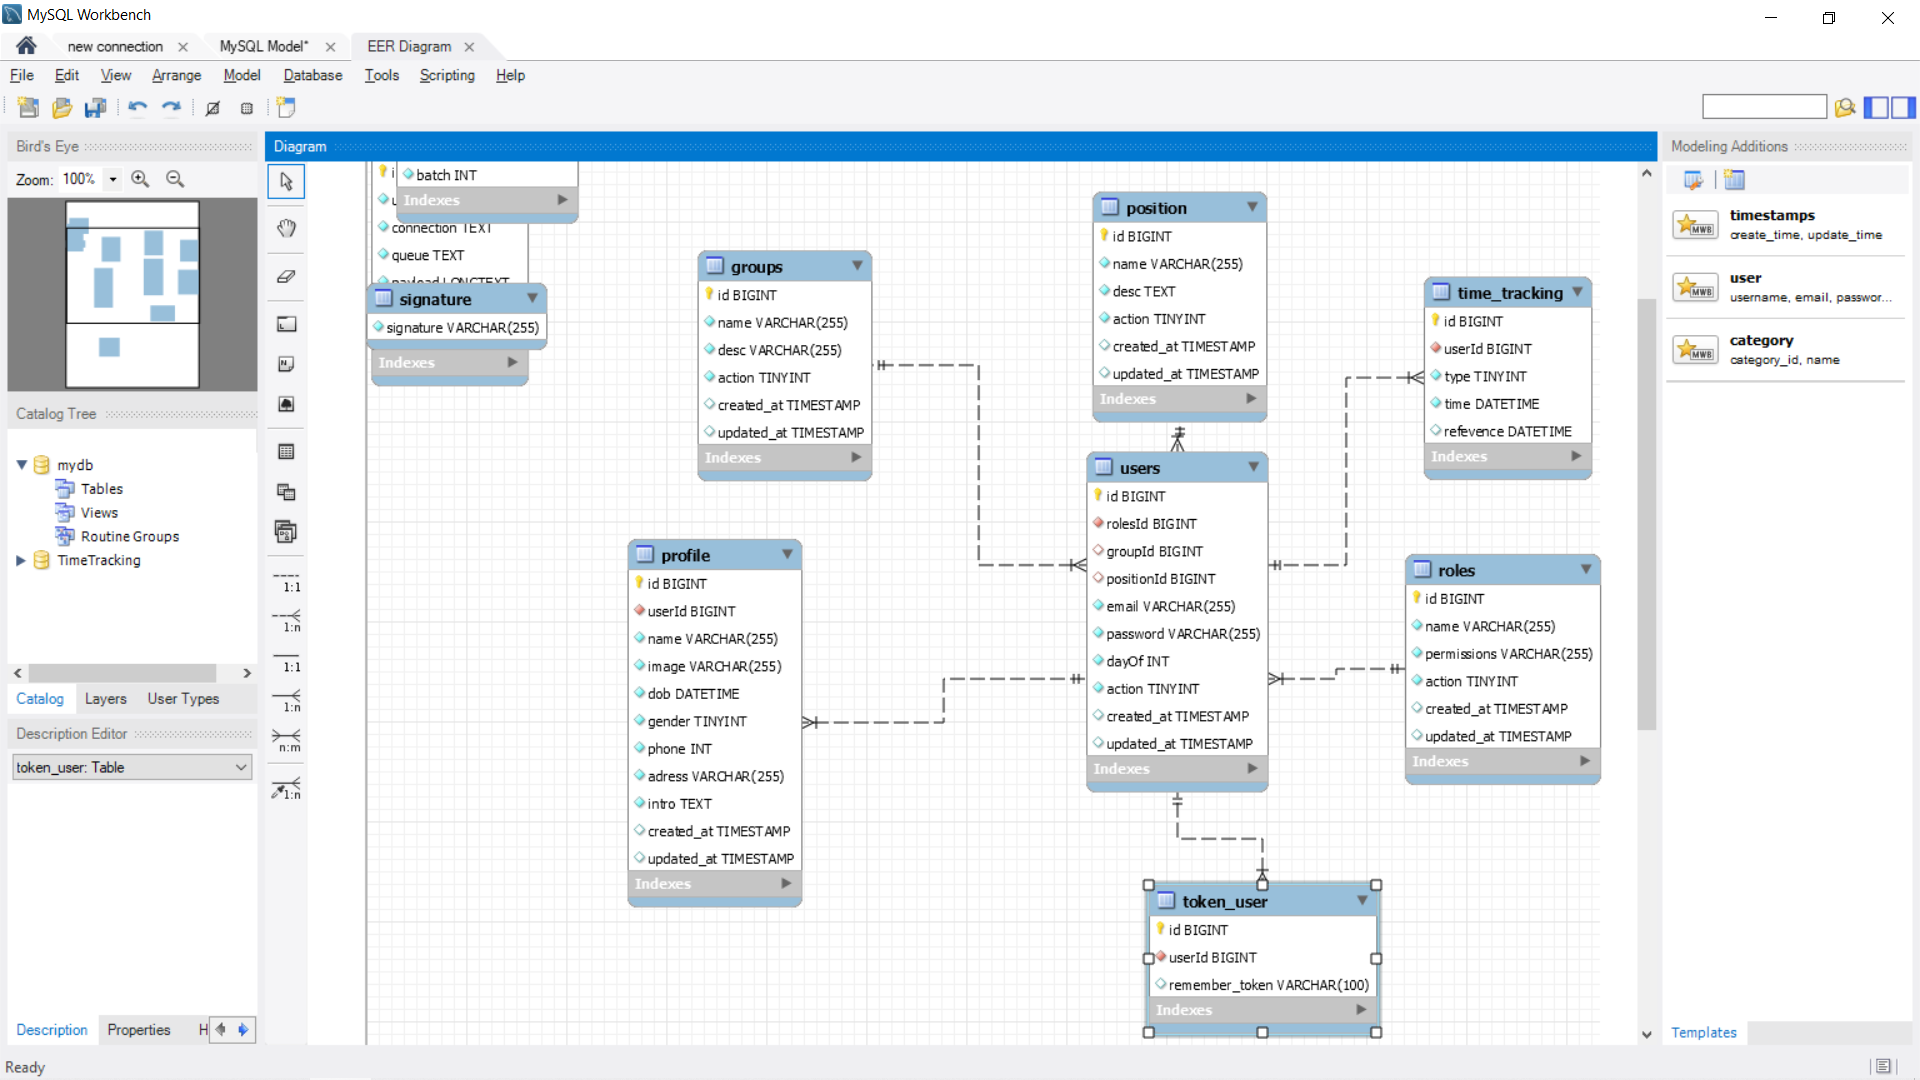 MySQL Workbench
new connection
MySQL Model*
EER Diagram
File Edit View Arrange Model Database Tools Scripting Help
Bird's Eye
Zoom: 100%
Catalog Tree
mydb
Tables
Views
Routine Groups
TimeTracking
Catalog Layers User Types
Description Editor
token_user: Table
Description Properties H
Ready
Diagram
1:1
1:n
1:1
1:n
n:m
1:n
batch INT
Indexes
connection TEXT
queue TEXT
payload LONGTEXT
signature
signature VARCHAR(255)
Indexes
groups
id BIGINT
name VARCHAR(255)
desc VARCHAR(255)
action TINYINT
created_at TIMESTAMP
updated_at TIMESTAMP
Indexes
profile
id BIGINT
userId BIGINT
name VARCHAR(255)
image VARCHAR(255)
dob DATETIME
gender TINYINT
phone INT
adress VARCHAR(255)
intro TEXT
created_at TIMESTAMP
updated_at TIMESTAMP
Indexes
position
id BIGINT
name VARCHAR(255)
desc TEXT
action TINYINT
created_at TIMESTAMP
updated_at TIMESTAMP
Indexes
users
id BIGINT
rolesId BIGINT
groupId BIGINT
positionId BIGINT
email VARCHAR(255)
password VARCHAR(255)
dayOf INT
action TINYINT
created_at TIMESTAMP
updated_at TIMESTAMP
Indexes
token_user
id BIGINT
userId BIGINT
remember_token VARCHAR(100)
Indexes
time_tracking
id BIGINT
userId BIGINT
type TINYINT
time DATETIME
refevence DATETIME
Indexes
roles
id BIGINT
name VARCHAR(255)
permissions VARCHAR(255)
action TINYINT
created_at TIMESTAMP
updated_at TIMESTAMP
Indexes
Modeling Additions
MWB
timestamps
create_time, update_time
MWB
user
username, email, passwor...
MWB
category
category_id, name
Templates